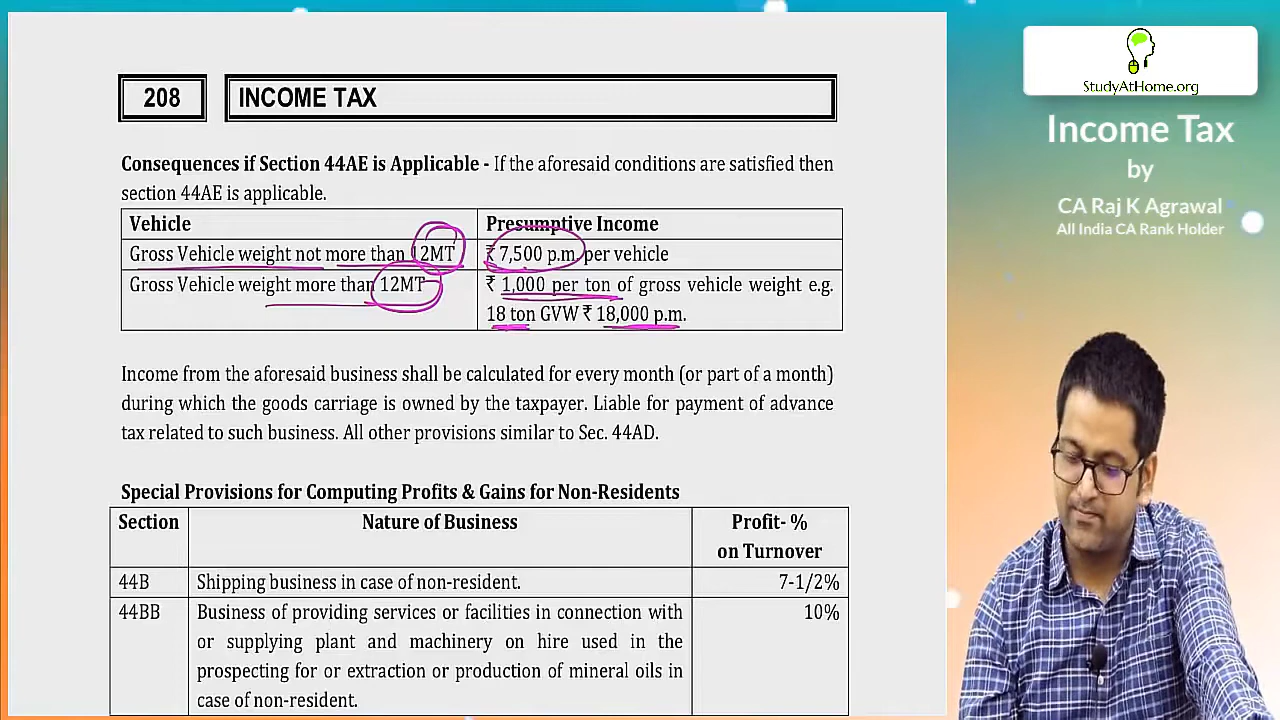 208
INCOME TAX
Consequences if Section 44AE is Applicable - If the aforesaid conditions are satisfied then
section 44AE is applicable.
Vehicle
Presumptive Income
Gross Vehicle weight not more than 12MT
₹ 7,500 p.m. per vehicle
Gross Vehicle weight more than 12MT
₹ 1,000 per ton of gross vehicle weight e.g.
18 ton GVW ₹ 18,000 p.m.
Income from the aforesaid business shall be calculated for every month (or part of a month)
during which the goods carriage is owned by the taxpayer. Liable for payment of advance
tax related to such business. All other provisions similar to Sec. 44AD.
Special Provisions for Computing Profits & Gains for Non-Residents
Section
Nature of Business
Profit- %
on Turnover
44B
Shipping business in case of non-resident.
7-1/2%
44BB
Business of providing services or facilities in connection with
or supplying plant and machinery on hire used in the
prospecting for or extraction or production of mineral oils in
case of non-resident.
10%
StudyAtHome.org
Income Tax
by
CA Raj K Agrawal
All India CA Rank Holder